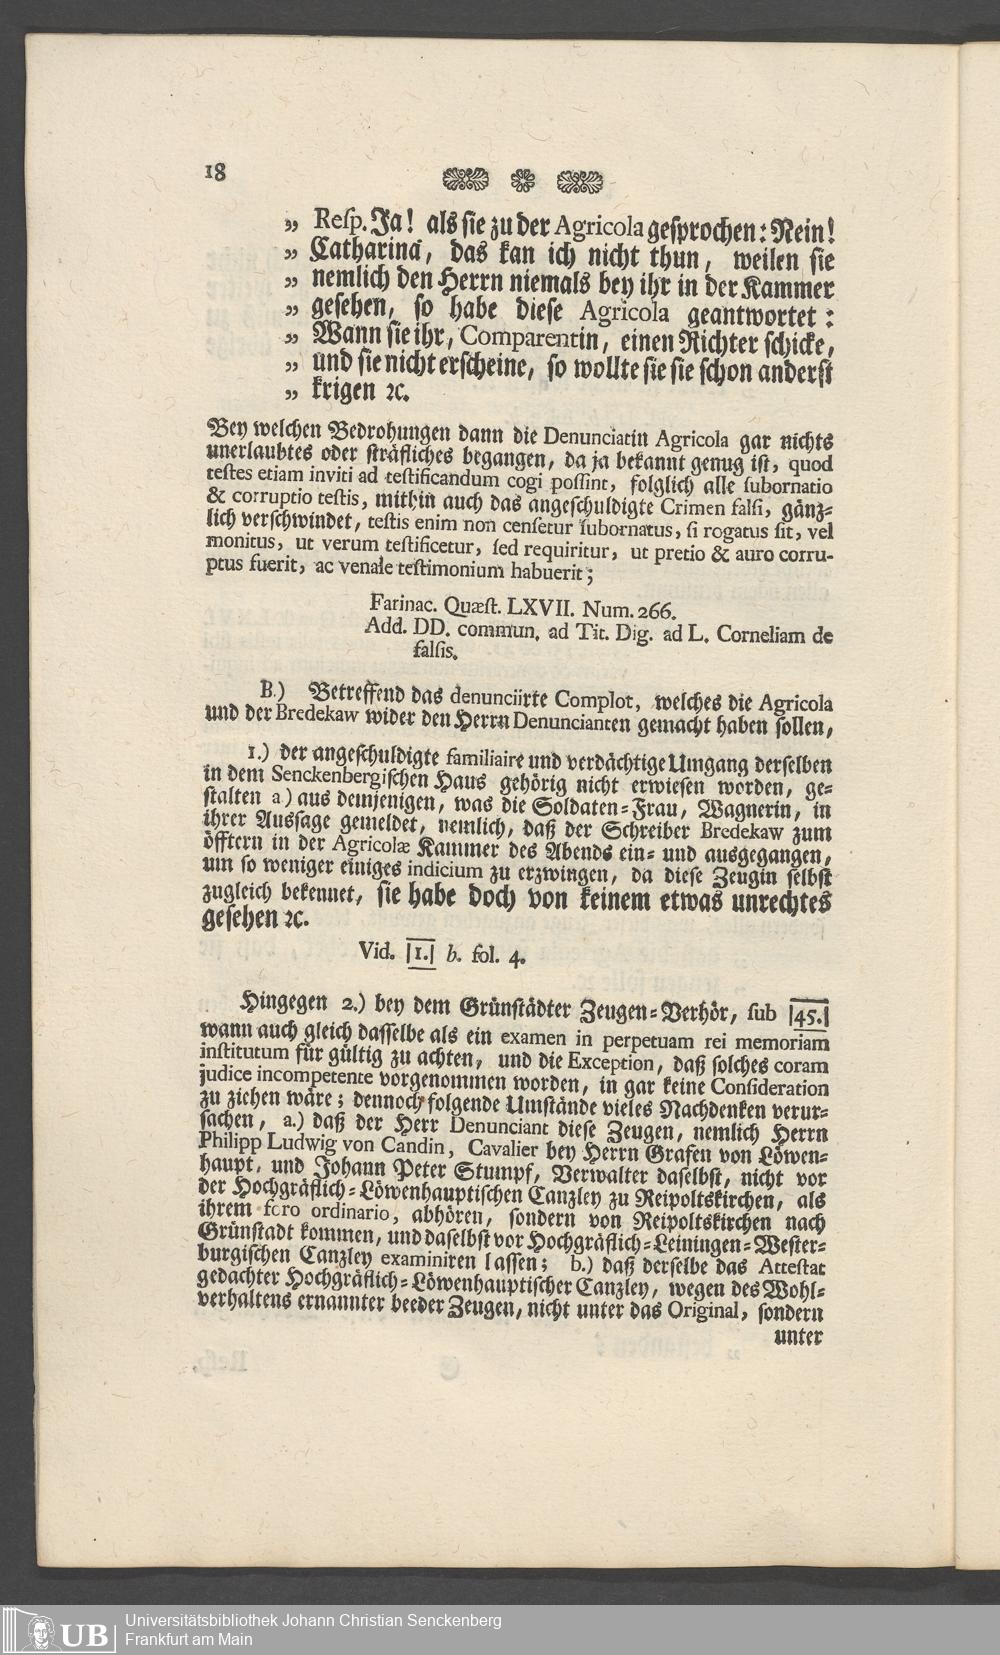 18
„ Reſp. Ja! als ſie zu der Agricola geſprochen: Nein!
„ Catharina, das kan ich nicht thun, weilen ſie
„ nemlich den Herrn niemals bey ihr in der Kammer
„ geſehen, ſo habe dieſe Agricola geantwortet:
„ Wann ſie ihr, Comparentin, einen Richter ſchicke,
„ und ſie nicht erſcheine, ſo wollte ſie ſie ſchon anderſt
„ krigen ꝛc.
Bey welchen Bedrohungen dann die Denunciatin Agricola gar nichts
unerlaubtes oder ſträfliches begangen, da ja bekannt genug iſt, quod
teſtes etiam inviti ad teſtificandum cogi poſſint, folglich alle ſubornatio
& corruptio teſtis, mithin auch das angeſchuldigte Crimen falſi, gänz-
lich verſchwindet, teſtis enim non cenſetur ſubornatus, ſi rogatus ſit, vel
monitus, ut verum teſtificetur, ſed requiritur, ut pretio & auro corru-
ptus fuerit, ac venale teſtimonium habuerit;
Farinac. Quæſt. LXVII. Num. 266.
Add. DD. commun. ad Tit. Dig. ad L. Corneliam de
falſis.
B.) Betreffend das denunciirte Complot, welches die Agricola
und der Bredekaw wider den Herrn Denuncianten gemacht haben ſollen,
1.) der angeſchuldigte familiaire und verdächtige Umgang derſelben
in dem Senckenbergiſchen Haus gehörig nicht erwieſen worden, ge-
ſtalten a) aus demjenigen, was die Soldaten-Frau, Wagnerin, in
ihrer Ausſage gemeldet, nemlich, daß der Schreiber Bredekaw zum
öfftern in der Agricolæ Kammer des Abends ein- und ausgegangen,
um ſo weniger einiges indicium zu erzwingen, da dieſe Zeugin ſelbſt
zugleich bekennet, ſie habe doch von keinem etwas unrechtes
geſehen ꝛc.
Vid. |1.| b. fol. 4.
Hingegen 2.) bey dem Grünſtädter Zeugen-Verhör, ſub |45.|
wann auch gleich daſſelbe als ein examen in perpetuam rei memoriam
inſtitutum für gültig zu achten, und die Exception, daß ſolches coram
judice incompetente vorgenommen worden, in gar keine Conſideration
zu ziehen wäre; dennoch folgende Umſtände vieles Nachdenken verur-
ſachen, a.) daß der Herr Denunciant dieſe Zeugen, nemlich Herrn
Philipp Ludwig von Candin, Cavalier bey Herrn Grafen von Löwen-
haupt, und Johann Peter Stumpf, Verwalter daſelbſt, nicht vor
der Hochgräflich-Löwenhauptiſchen Canzley zu Reipoltskirchen, als
ihrem foro ordinario, abhören, ſondern von Reipoltskirchen nach
Grünſtadt kommen, und daſelbſt vor Hochgräflich-Leiningen-Weſter-
burgiſchen Canzley examiniren laſſen; b.) daß derſelbe das Atteſtat
gedachter Hochgräflich-Löwenhauptiſcher Canzley, wegen des Wohl-
verhaltens ernannter beeder Zeugen, nicht unter das Original, ſondern
unter
UB
Universitätsbibliothek Johann Christian Senckenberg
Frankfurt am Main